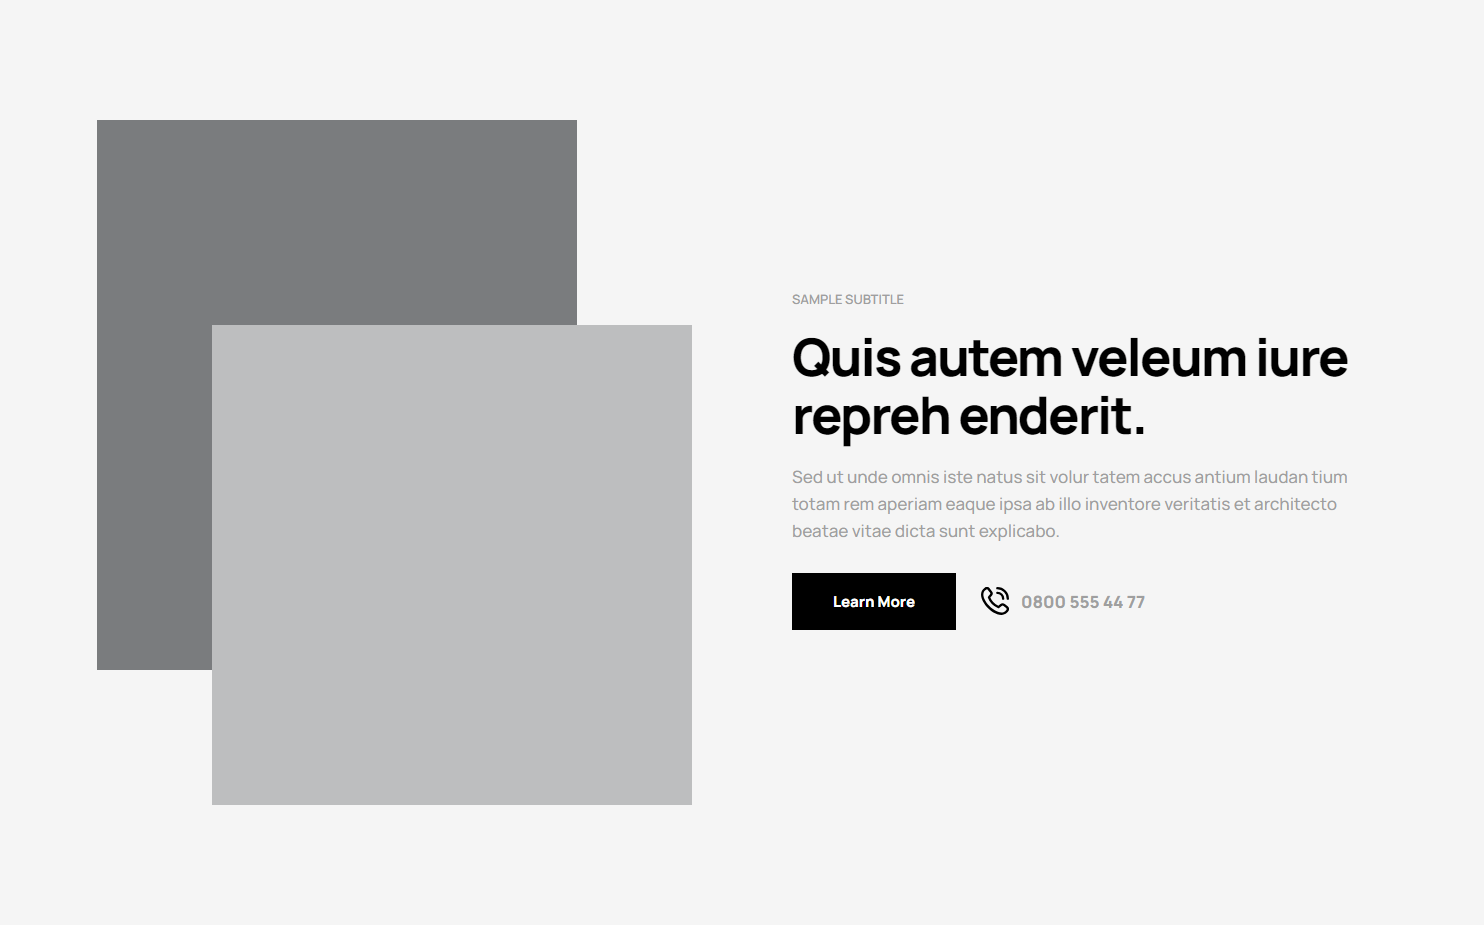 SAMPLE SUBTITLE
Quis autem veleum iure
repreh enderit.
Sed ut unde omnis iste natus sit volur tatem accus antium laudan tium
totam rem aperiam eaque ipsa ab illo inventore veritatis et architecto
beatae vitae dicta sunt explicabo.
Learn More
0800 555 44 77